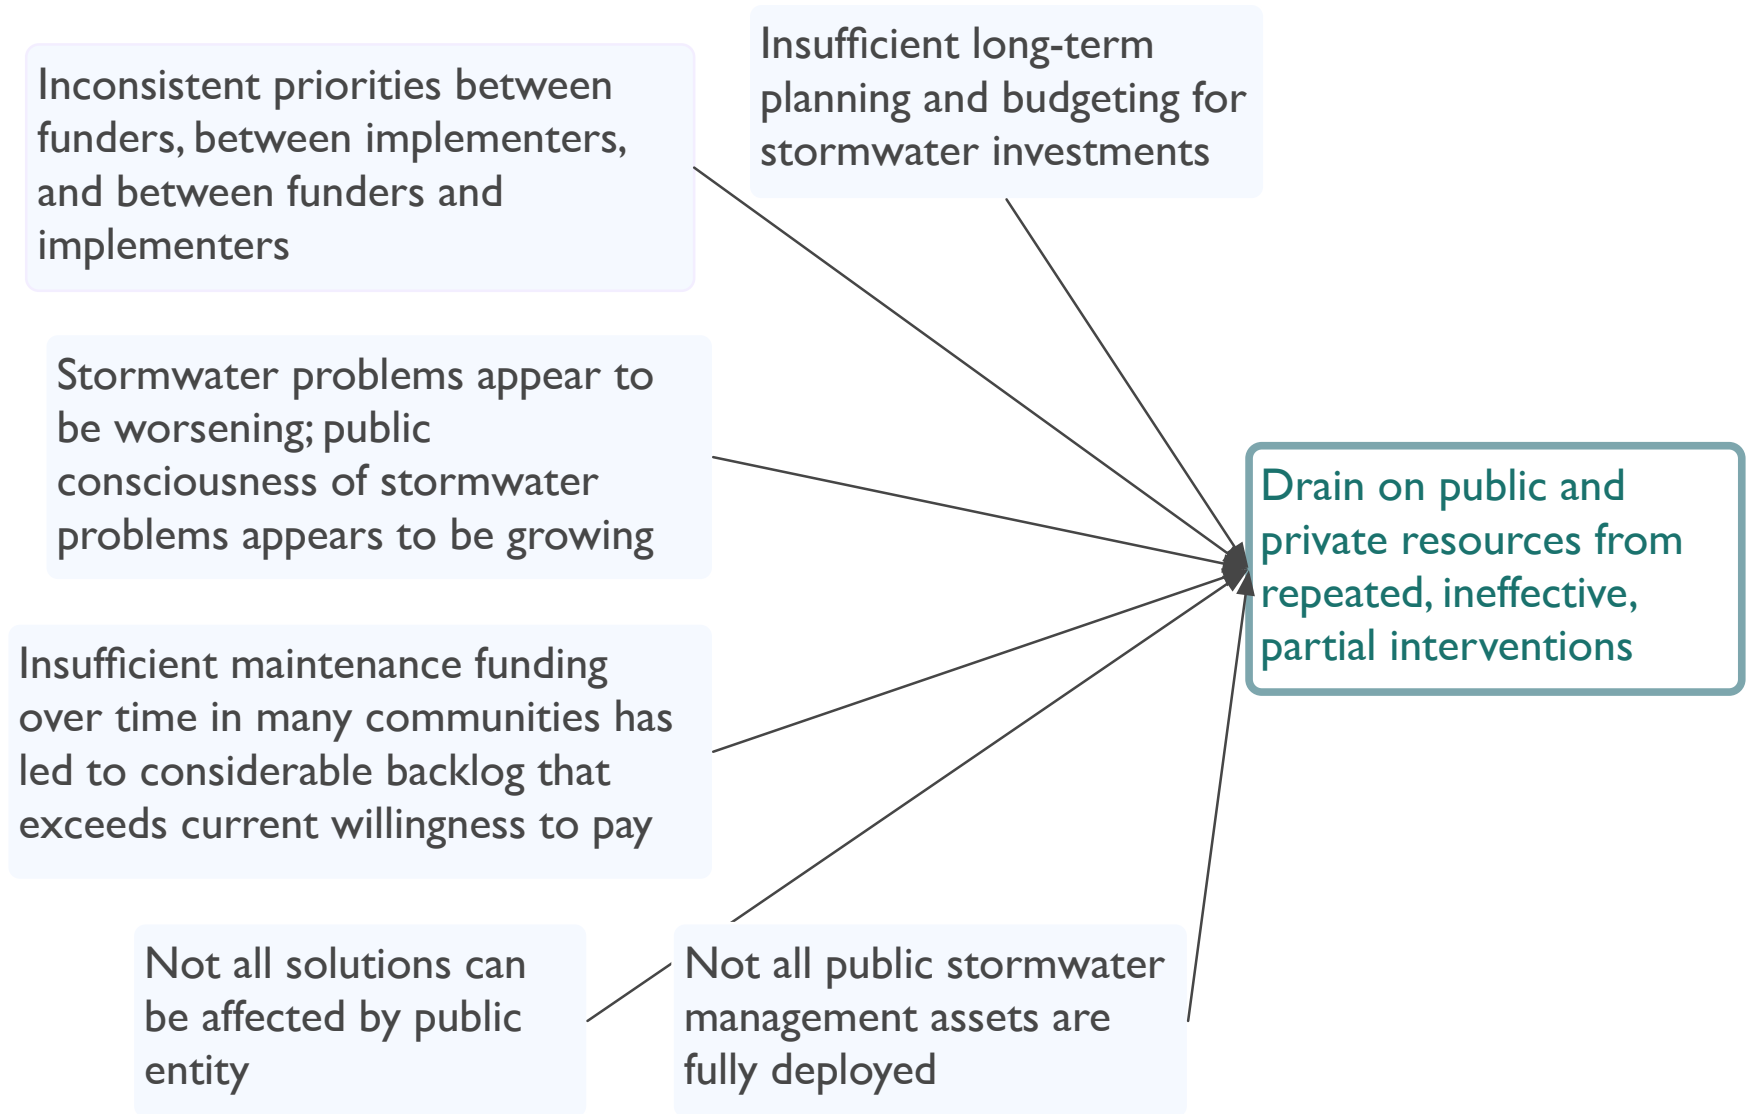 Insufficient long-term
planning and budgeting for
stormwater investments
Inconsistent priorities between
funders, between implementers,
and between funders and
implementers
Stormwater problems appear to
be worsening; public
consciousness of stormwater
problems appears to be growing
Drain on public and
private resources from
repeated, ineffective,
partial interventions
Insufficient maintenance funding
over time in many communities has
led to considerable backlog that
exceeds current willingness to pay
Not all solutions can
be affected by public
entity
Not all public stormwater
management assets are
fully deployed